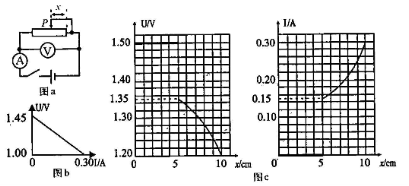 x
P
V
A
图a
U/V
1.45
1.00
0
0.30
I/A
图b
U/V
1.50
1.40
1.35
1.30
1.20
0
5
10
x/cm
I/A
0.30
0.20
0.15
0.10
0
5
10
x/cm
图c